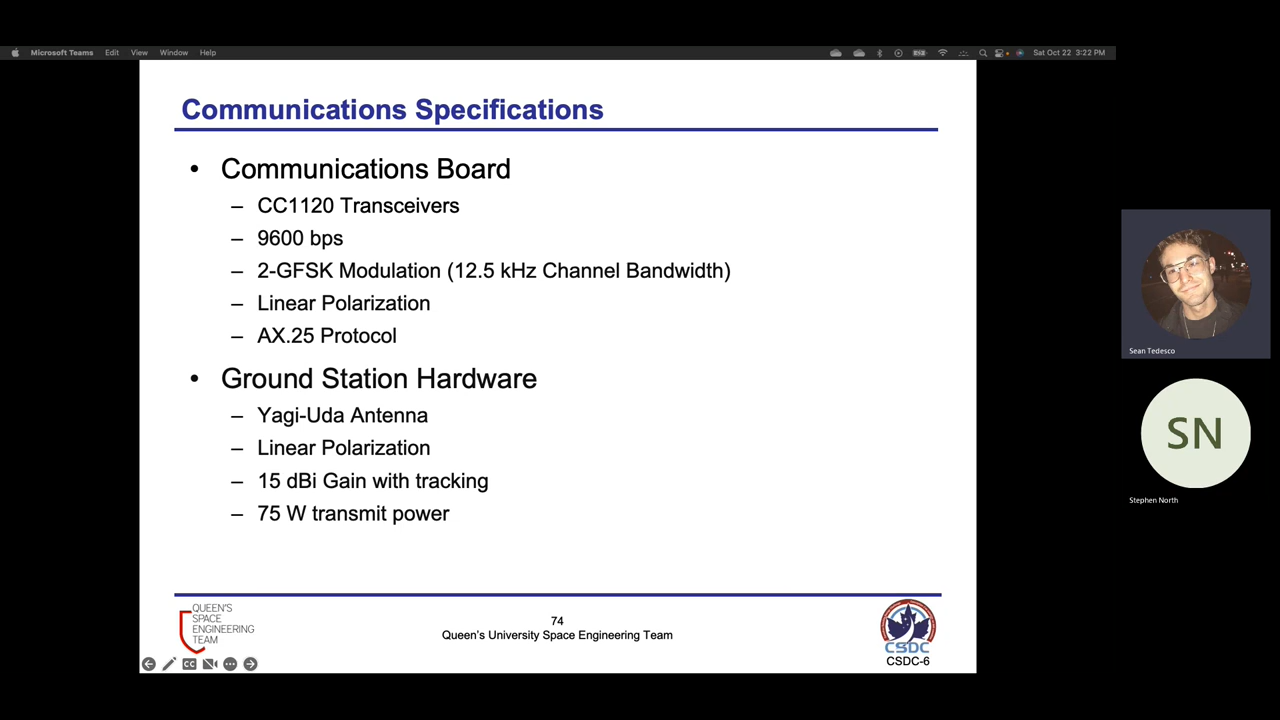 Microsoft Teams Edit View Window Help Sat Oct 22 3:22 PM
Communications Specifications
• Communications Board
– CC1120 Transceivers
– 9600 bps
– 2-GFSK Modulation (12.5 kHz Channel Bandwidth)
– Linear Polarization
– AX.25 Protocol
• Ground Station Hardware
– Yagi-Uda Antenna
– Linear Polarization
– 15 dBi Gain with tracking
– 75 W transmit power
QUEEN'S
SPACE
ENGINEERING
TEAM
74
Queen's University Space Engineering Team
CSDC
CSDC-6
CC
Sean Tedesco
SN
Stephen North